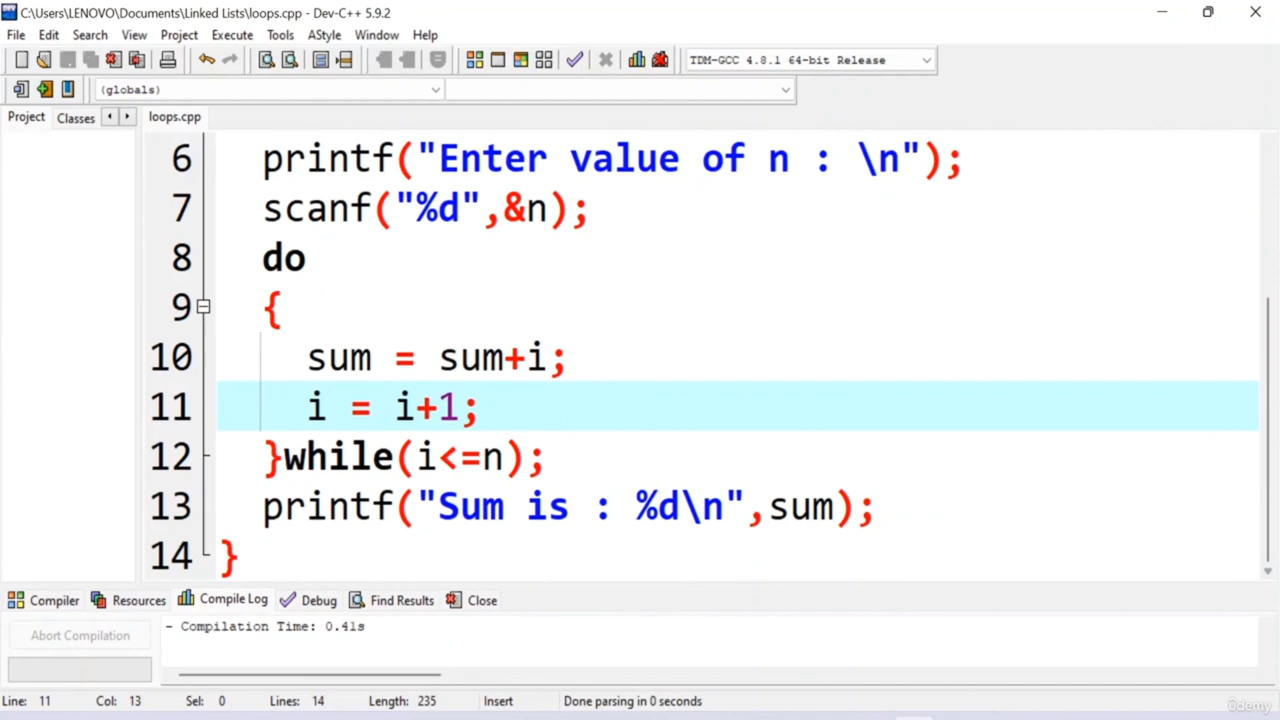 C:\Users\LENOVO\Documents\Linked Lists\loops.cpp - Dev-C++ 5.9.2
File Edit Search View Project Execute Tools AStyle Window Help
TDM-GCC 4.8.1 64-bit Release
(globals)
Project Classes loops.cpp
6 printf("Enter value of n : \n");
7 scanf("%d",&n);
8 do
9 {
10 sum = sum+i;
11 i = i+1;
12 }while(i<=n);
13 printf("Sum is : %d\n",sum);
14 }
Compiler Resources Compile Log Debug Find Results Close
Abort Compilation
- Compilation Time: 0.41s
Line: 11 Col: 13 Sel: 0 Lines: 14 Length: 235 Insert Done parsing in 0 seconds
ûdemy